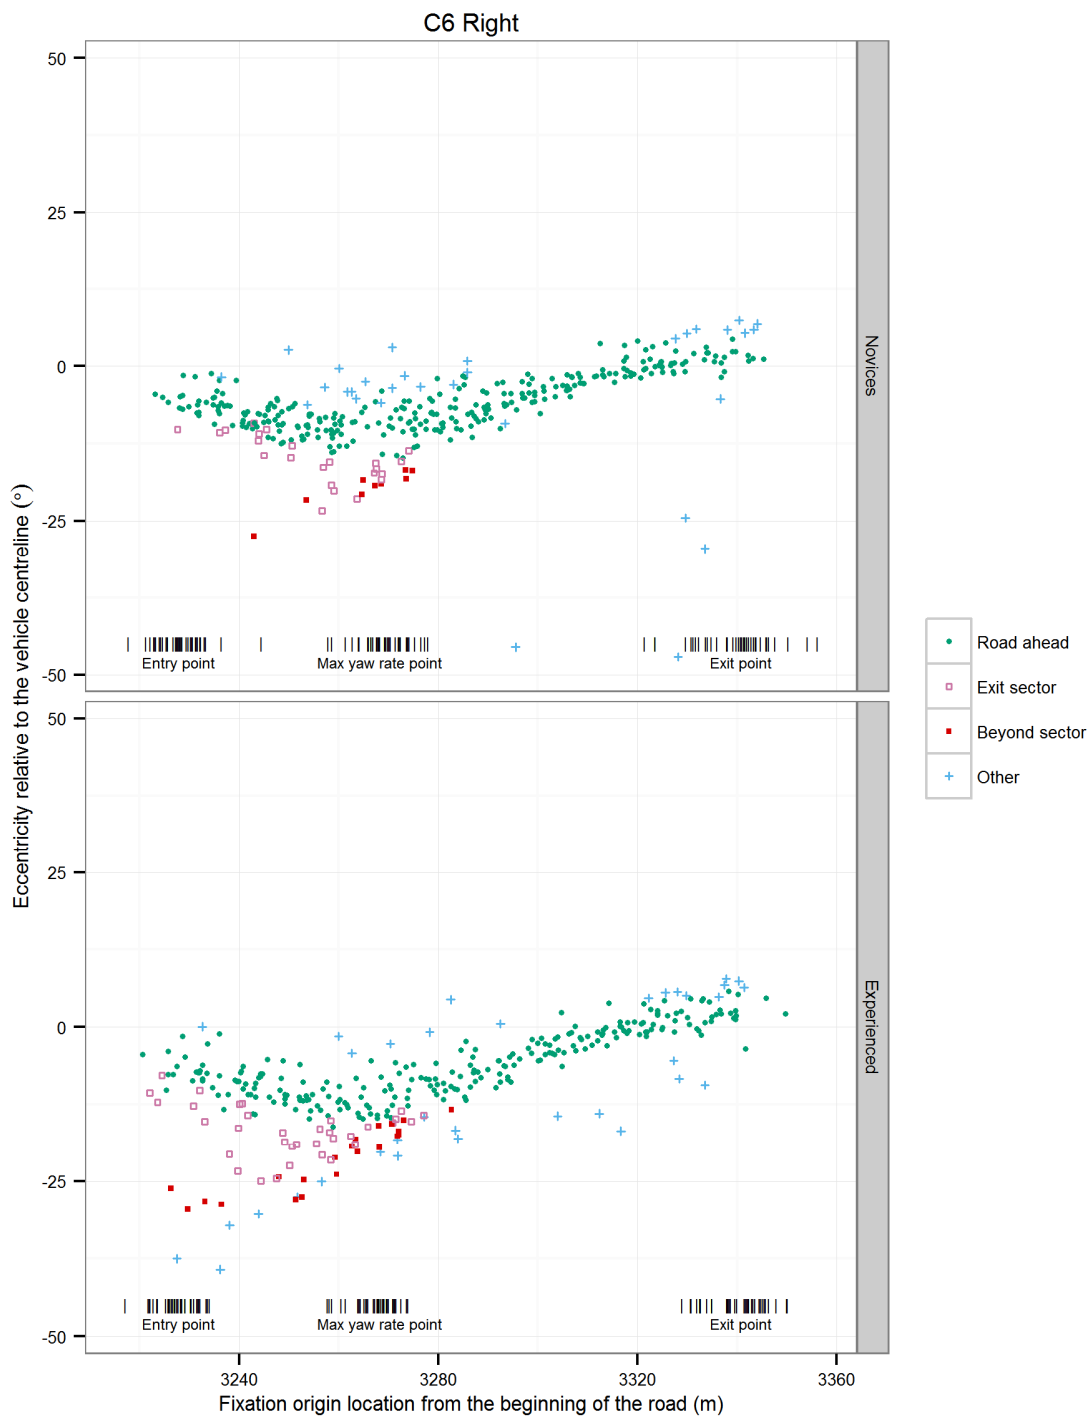 C6 Right
50
25
0
-25
-50
Entry point
Max yaw rate point
Exit point
Novices
50
25
0
-25
-50
Entry point
Max yaw rate point
Exit point
Experienced
3240
3280
3320
3360
Fixation origin location from the beginning of the road (m)
Eccentricity relative to the vehicle centreline (°)
Road ahead
Exit sector
Beyond sector
Other